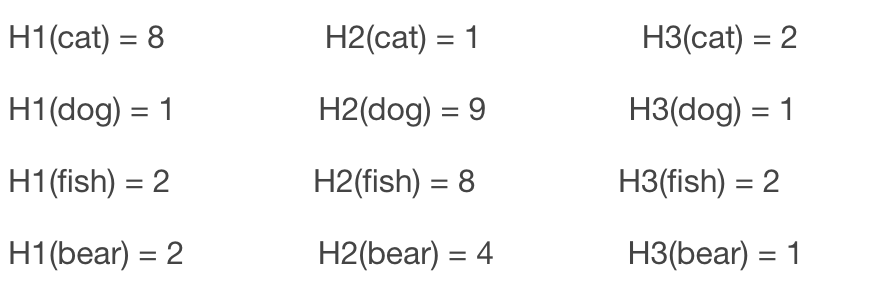 H1(cat) = 8 H2(cat) = 1 H3(cat) = 2
H1(dog) = 1 H2(dog) = 9 H3(dog) = 1
H1(fish) = 2 H2(fish) = 8 H3(fish) = 2
H1(bear) = 2 H2(bear) = 4 H3(bear) = 1